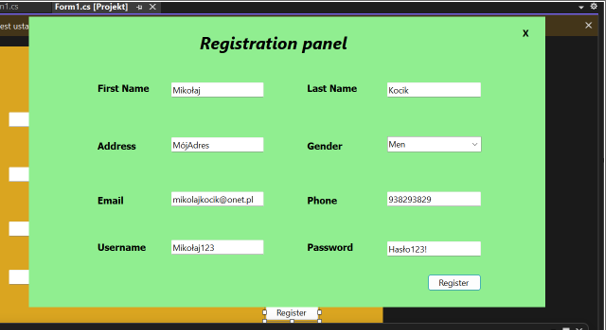 m1.cs
Form1.cs [Projekt]
est usta
Registration panel
x
First Name
Mikołaj
Last Name
Kocik
Address
MójAdres
Gender
Men
Email
mikolajkocik@onet.pl
Phone
938293829
Username
Mikołaj123
Password
Hasło123!
Register
Register